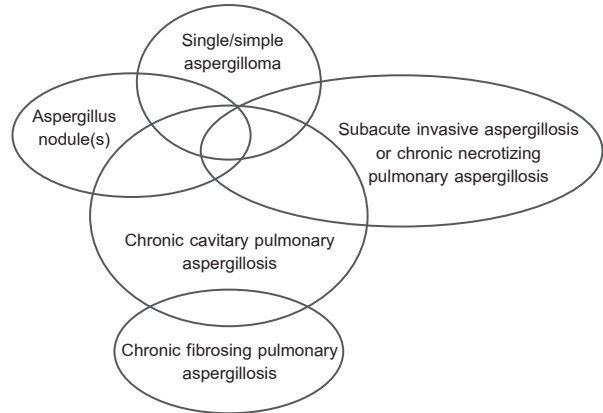 Single/simple
aspergilloma
Aspergillus
nodule(s)
Subacute invasive aspergillosis
or chronic necrotizing
pulmonary aspergillosis
Chronic cavitary pulmonary
aspergillosis
Chronic fibrosing pulmonary
aspergillosis